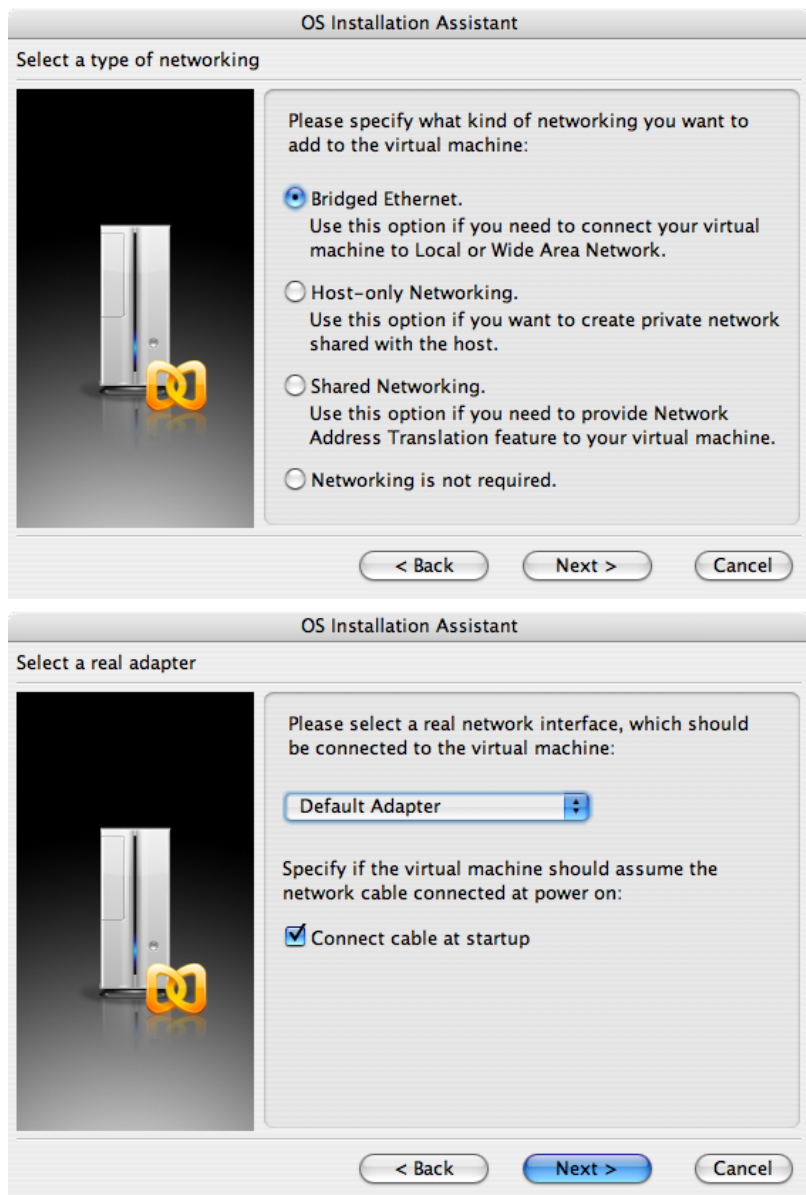 OS Installation Assistant
Select a type of networking
Please specify what kind of networking you want to
add to the virtual machine:
Bridged Ethernet.
Use this option if you need to connect your virtual
machine to Local or Wide Area Network.
Host-only Networking.
Use this option if you want to create private network
shared with the host.
Shared Networking.
Use this option if you need to provide Network
Address Translation feature to your virtual machine.
Networking is not required.
< Back Next > Cancel
OS Installation Assistant
Select a real adapter
Please select a real network interface, which should
be connected to the virtual machine:
Default Adapter
Specify if the virtual machine should assume the
network cable connected at power on:
Connect cable at startup
< Back Next > Cancel